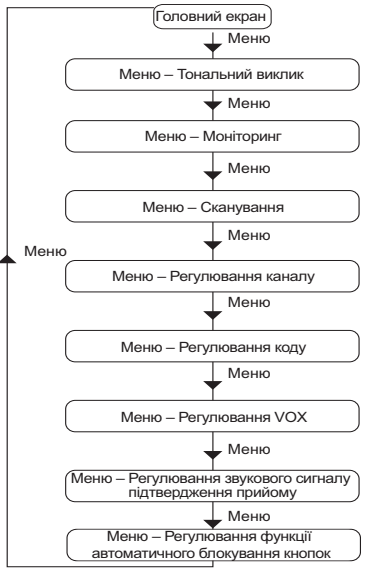 Головний екран
Меню
Меню – Тональний виклик
Меню
Меню – Моніторинг
Меню
Меню – Сканування
Меню
Меню
Меню – Регулювання каналу
Меню
Меню – Регулювання коду
Меню
Меню – Регулювання VOX
Меню
Меню – Регулювання звукового сигналу
підтвердження прийому
Меню
Меню – Регулювання функції
автоматичного блокування кнопок